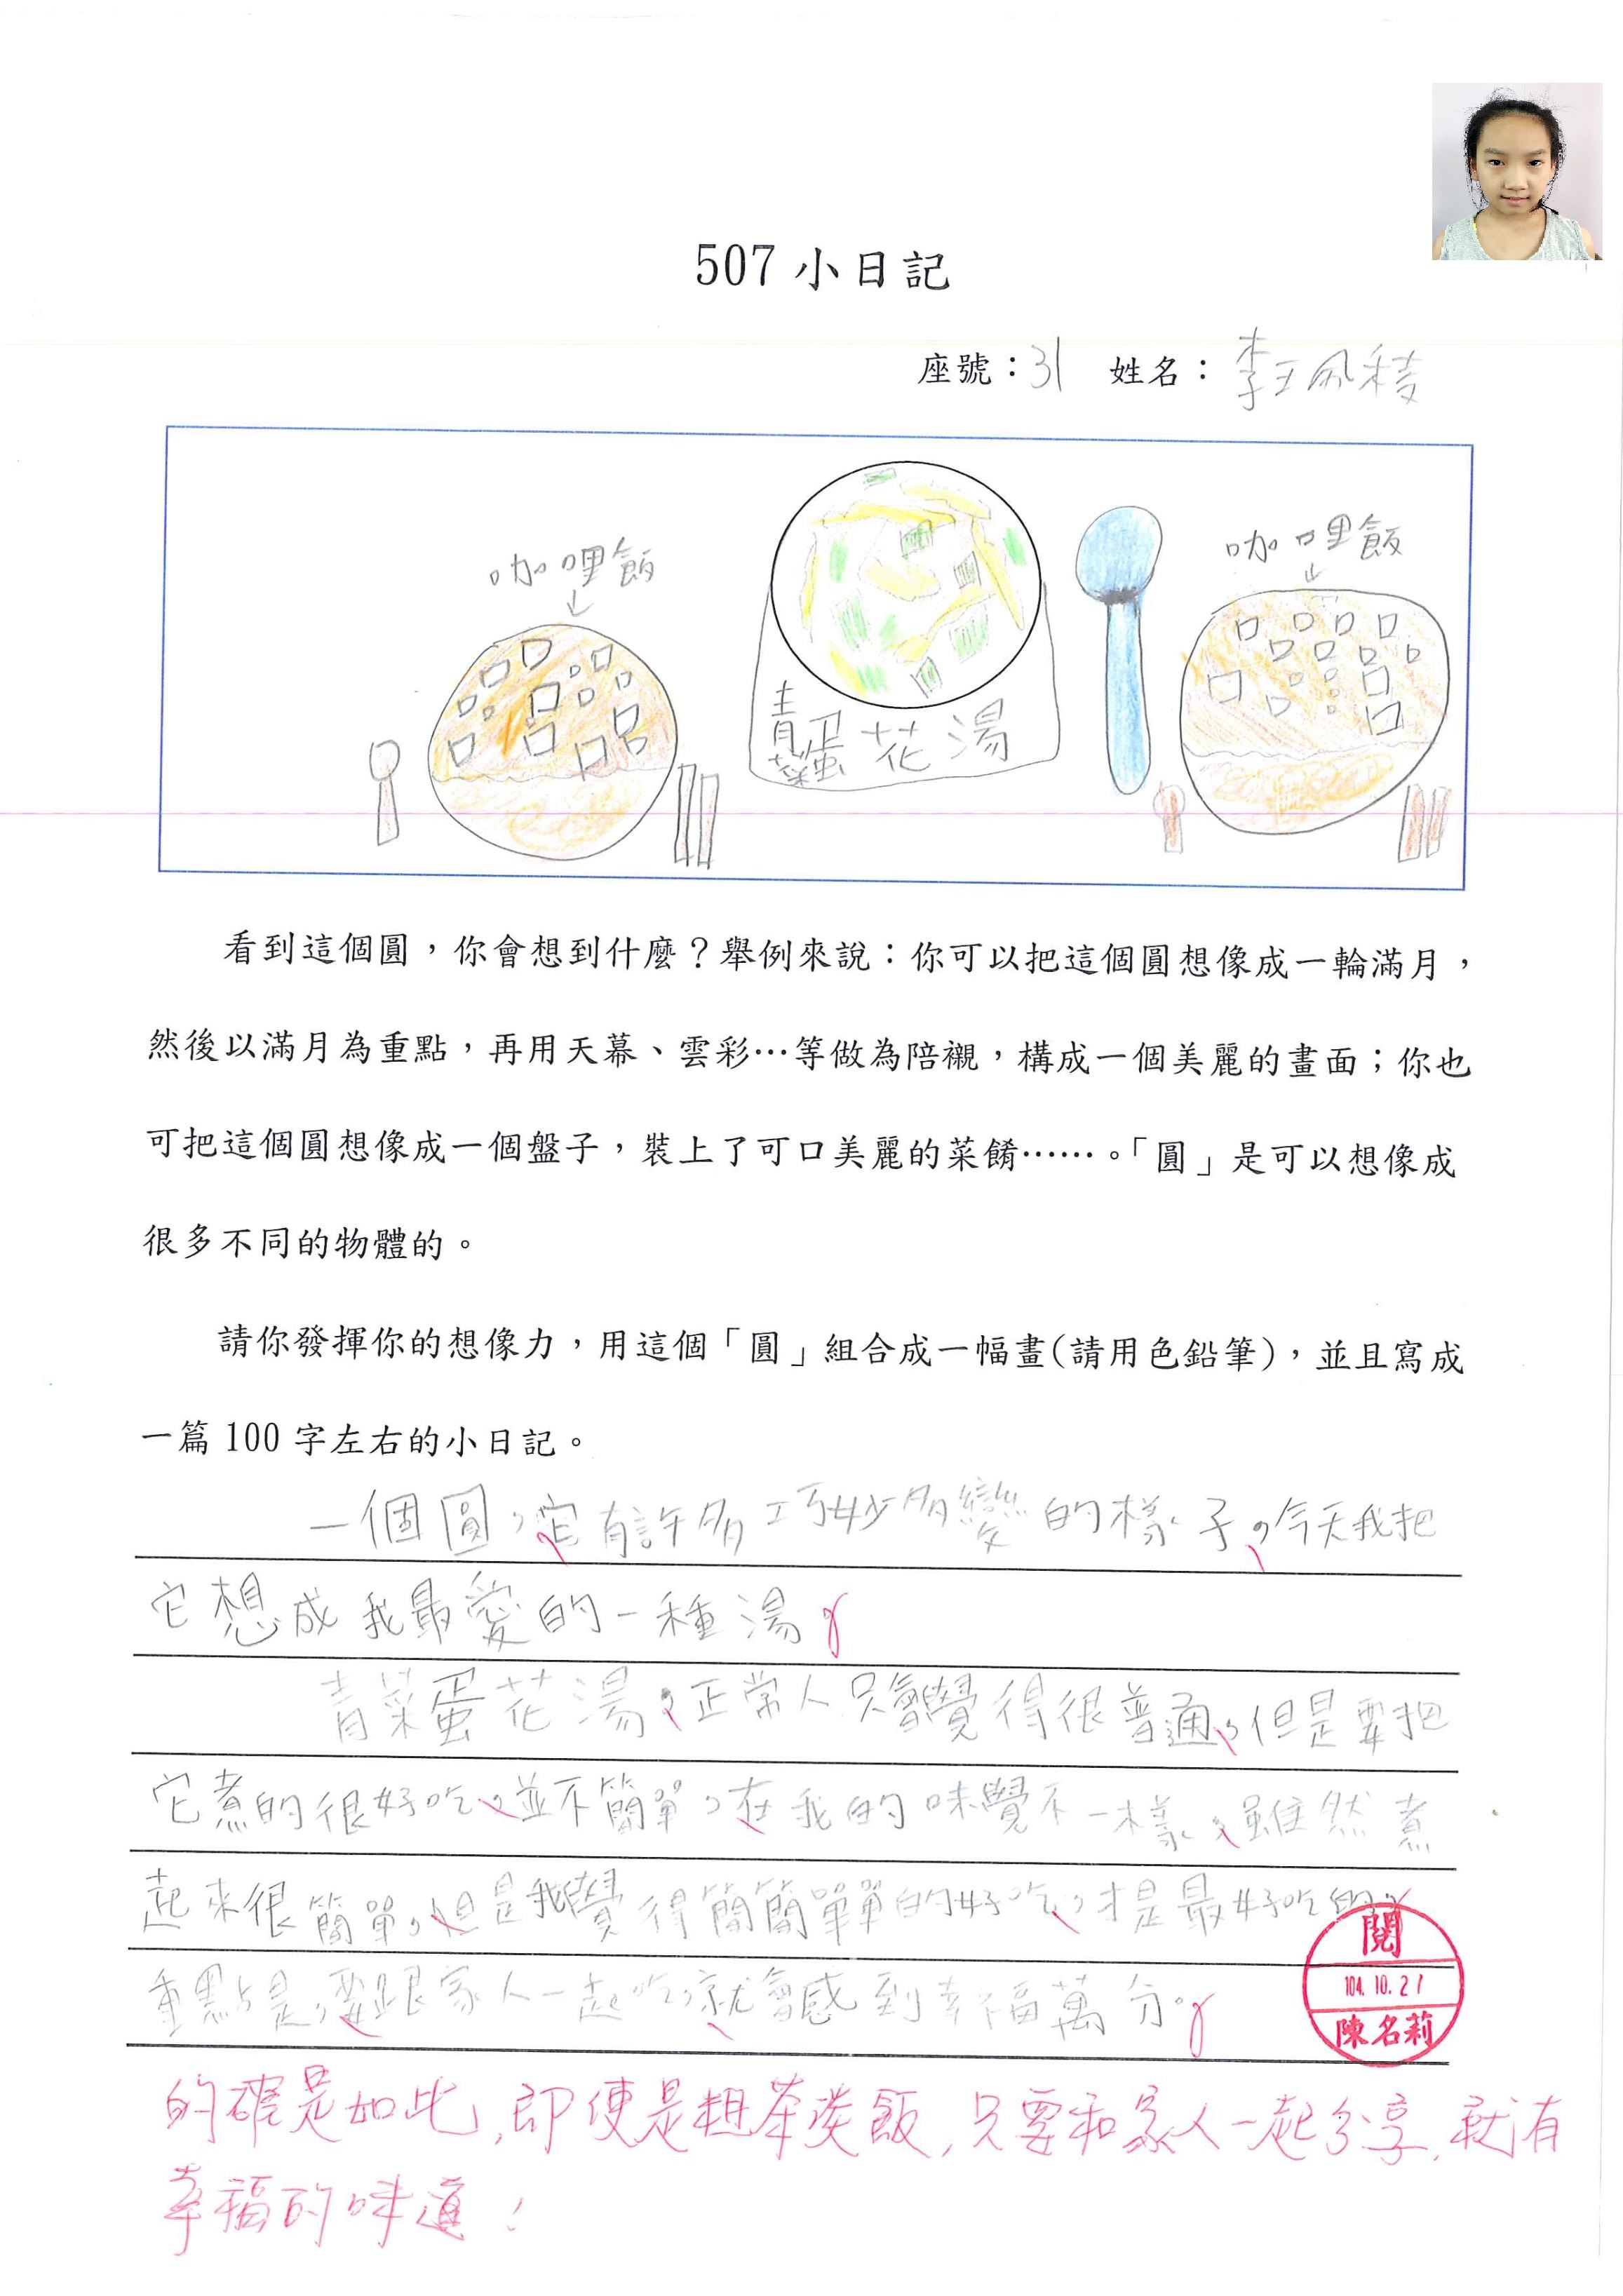 507 小日記
座號：31 姓名：李玉夙稜
咖哩飯
咖哩飯
青菜蛋花湯
看到這個圓，你會想到什麼？舉例來說：你可以把這個圓想像成一輪滿月，
然後以滿月為重點，再用天幕、雲彩…等做為陪襯，構成一個美麗的畫面；你也
可把這個圓想像成一個盤子，裝上了可口美麗的菜餚……。「圓」是可以想像成
很多不同的物體的。
請你發揮你的想像力，用這個「圓」組合成一幅畫(請用色鉛筆)，並且寫成
一篇 100 字左右的小日記。
一個圓，它有許多巧妙多變的樣子，今天我把
它想成我最愛的一種湯。
青菜蛋花湯，正常人只會覺得很普通，但是要把
它煮的很好吃，並不簡單，在我的味覺不一樣，雖然煮
起來很簡單，但是我覺得簡簡單單的好吃，才是最好吃的，
重點是，要跟家人一起吃，就會感到幸福萬分。
閱
104.10.21
陳名莉
的確是如此，即使是粗茶淡飯，只要和家人一起分享，就有
幸福的味道！